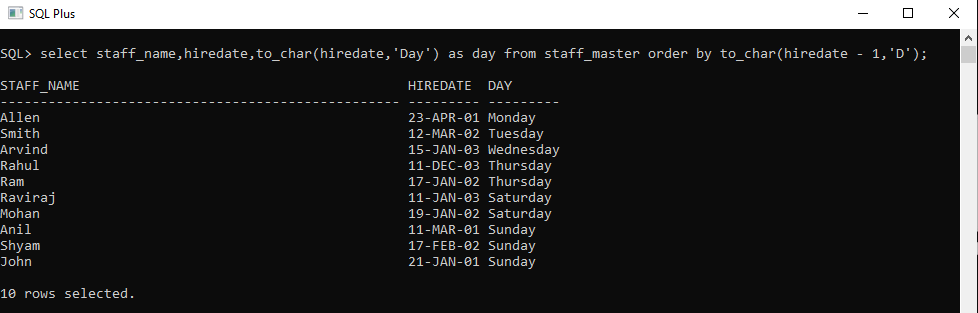 SQL Plus
SQL> select staff_name,hiredate,to_char(hiredate,'Day') as day from staff_master order by to_char(hiredate - 1,'D');
STAFF_NAME HIREDATE DAY
-------------------------------------------------- --------- ---------
Allen 23-APR-01 Monday
Smith 12-MAR-02 Tuesday
Arvind 15-JAN-03 Wednesday
Rahul 11-DEC-03 Thursday
Ram 17-JAN-02 Thursday
Raviraj 11-JAN-03 Saturday
Mohan 19-JAN-02 Saturday
Anil 11-MAR-01 Sunday
Shyam 17-FEB-02 Sunday
John 21-JAN-01 Sunday
10 rows selected.